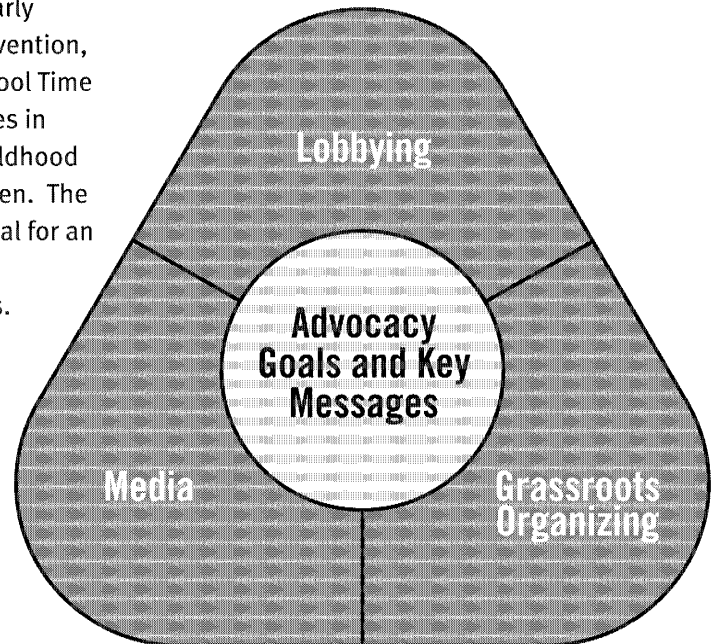 arly
vention,
ool Time
es in
ldhood
en. The
al for an
s.
Lobbying
Advocacy
Goals and Key
Messages
Media
Grassroots
Organizing